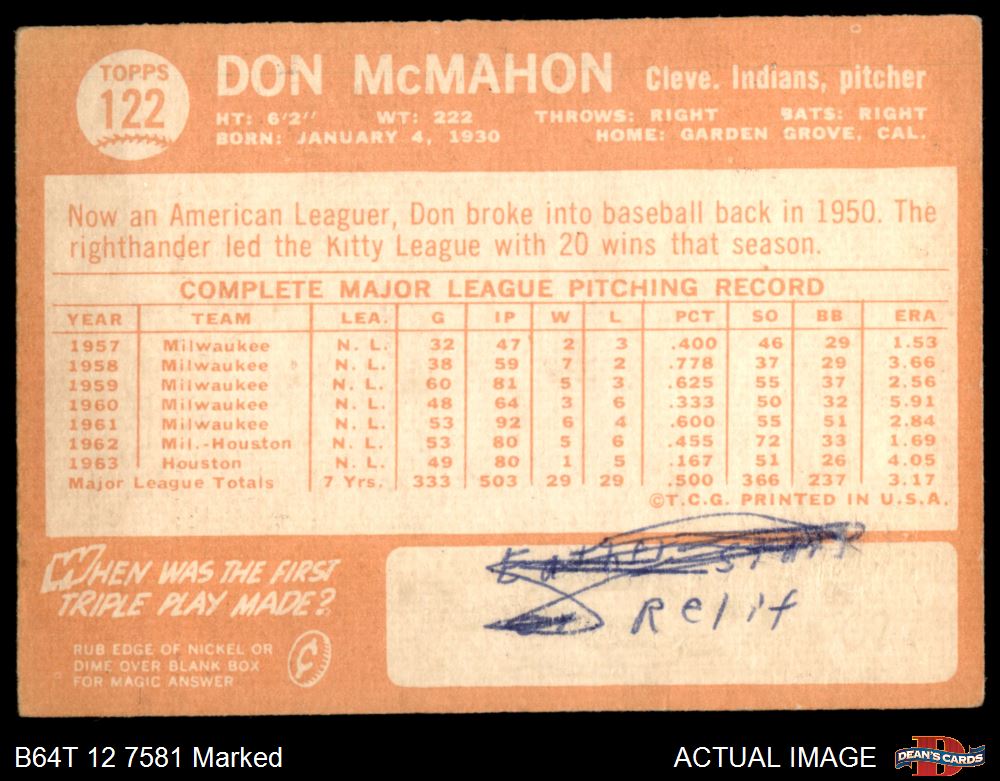 TOPPS
122
DON McMAHON Cleve. Indians, pitcher
HT: 6'2" WT: 222 THROWS: RIGHT BATS: RIGHT
BORN: JANUARY 4, 1930 HOME: GARDEN GROVE, CAL.
Now an American Leaguer, Don broke into baseball back in 1950. The
righthander led the Kitty League with 20 wins that season.
COMPLETE MAJOR LEAGUE PITCHING RECORD
YEAR TEAM LEA. G IP W L PCT SO BB ERA
1957 Milwaukee N. L. 32 47 2 3 .400 46 29 1.53
1958 Milwaukee N. L. 38 59 7 2 .778 37 29 3.66
1959 Milwaukee N. L. 60 81 5 3 .625 55 37 2.56
1960 Milwaukee N. L. 48 64 3 6 .333 50 32 5.91
1961 Milwaukee N. L. 53 92 6 4 .600 55 51 2.84
1962 Mil.-Houston N. L. 53 80 5 6 .455 72 33 1.69
1963 Houston N. L. 49 80 1 5 .167 51 26 4.05
Major League Totals 7 Yrs. 333 503 29 29 .500 366 237 3.17
©T.C.G. PRINTED IN U.S.A.
WHEN WAS THE FIRST
TRIPLE PLAY MADE?
RUB EDGE OF NICKEL OR
DIME OVER BLANK BOX
FOR MAGIC ANSWER
Relif
B64T 12 7581 Marked
ACTUAL IMAGE
DEAN'S CARDS